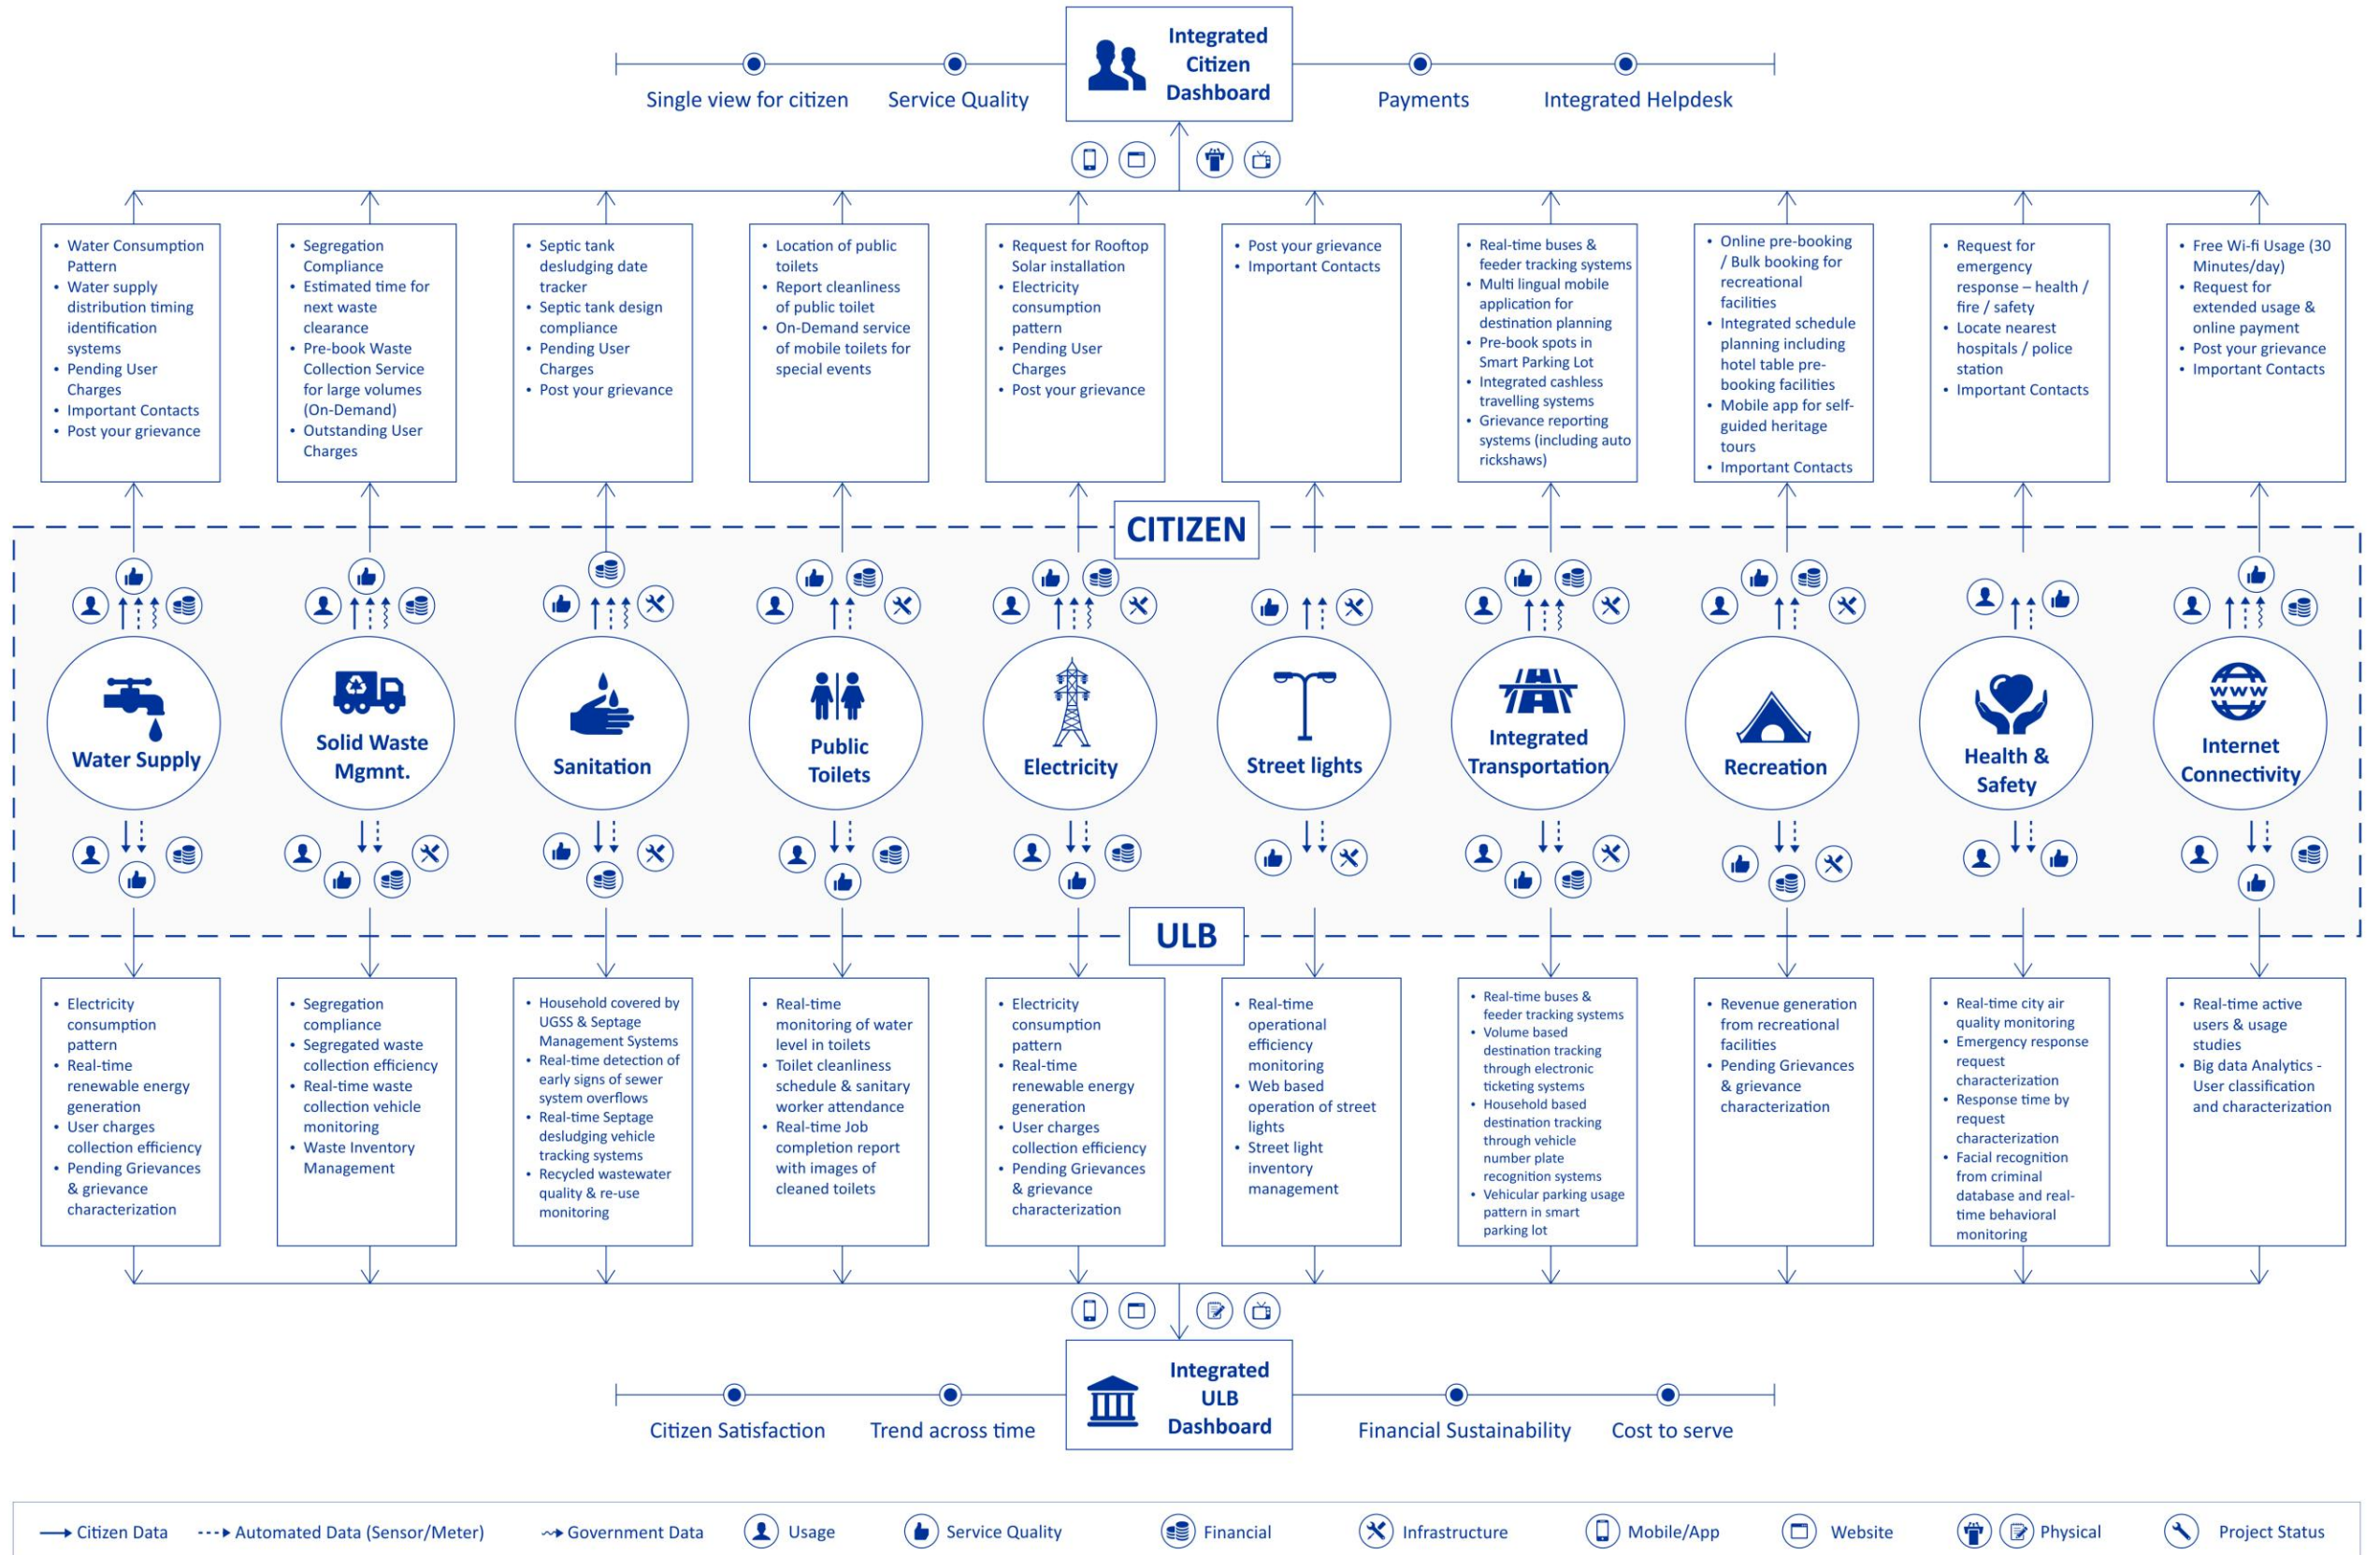 Integrated
Citizen
Dashboard
Single view for citizen
Service Quality
Payments
Integrated Helpdesk
• Water Consumption
Pattern
• Water supply
distribution timing
identification
systems
• Pending User
Charges
• Important Contacts
• Post your grievance
• Segregation
Compliance
• Estimated time for
next waste
clearance
• Pre-book Waste
Collection Service
for large volumes
(On-Demand)
• Outstanding User
Charges
• Septic tank
desludging date
tracker
• Septic tank design
compliance
• Pending User
Charges
• Post your grievance
• Location of public
toilets
• Report cleanliness
of public toilet
• On-Demand service
of mobile toilets for
special events
• Request for Rooftop
Solar installation
• Electricity
consumption
pattern
• Pending User
Charges
• Post your grievance
• Post your grievance
• Important Contacts
• Real-time buses &
feeder tracking systems
• Multi lingual mobile
application for
destination planning
• Pre-book spots in
Smart Parking Lot
• Integrated cashless
travelling systems
• Grievance reporting
systems (including auto
rickshaws)
• Online pre-booking
/ Bulk booking for
recreational
facilities
• Integrated schedule
planning including
hotel table pre-
booking facilities
• Mobile app for self-
guided heritage
tours
• Important Contacts
• Request for
emergency
response – health /
fire / safety
• Locate nearest
hospitals / police
station
• Important Contacts
• Free Wi-fi Usage (30
Minutes/day)
• Request for
extended usage &
online payment
• Post your grievance
• Important Contacts
CITIZEN
Water Supply
Solid Waste
Mgmnt.
Sanitation
Public
Toilets
Electricity
Street lights
Integrated
Transportation
Recreation
Health &
Safety
www
Internet
Connectivity
ULB
• Electricity
consumption
pattern
• Real-time
renewable energy
generation
• User charges
collection efficiency
• Pending Grievances
& grievance
characterization
• Segregation
compliance
• Segregated waste
collection efficiency
• Real-time waste
collection vehicle
monitoring
• Waste Inventory
Management
• Household covered by
UGSS & Septage
Management Systems
• Real-time detection of
early signs of sewer
system overflows
• Real-time Septage
desludging vehicle
tracking systems
• Recycled wastewater
quality & re-use
monitoring
• Real-time
monitoring of water
level in toilets
• Toilet cleanliness
schedule & sanitary
worker attendance
• Real-time Job
completion report
with images of
cleaned toilets
• Electricity
consumption
pattern
• Real-time
renewable energy
generation
• User charges
collection efficiency
• Pending Grievances
& grievance
characterization
• Real-time
operational
efficiency
monitoring
• Web based
operation of street
lights
• Street light
inventory
management
• Real-time buses &
feeder tracking systems
• Volume based
destination tracking
through electronic
ticketing systems
• Household based
destination tracking
through vehicle
number plate
recognition systems
• Vehicular parking usage
pattern in smart
parking lot
• Revenue generation
from recreational
facilities
• Pending Grievances
& grievance
characterization
• Real-time city air
quality monitoring
• Emergency response
request
characterization
• Response time by
request
characterization
• Facial recognition
from criminal
database and real-
time behavioral
monitoring
• Real-time active
users & usage
studies
• Big data Analytics -
User classification
and characterization
Integrated
ULB
Dashboard
Citizen Satisfaction
Trend across time
Financial Sustainability
Cost to serve
Citizen Data
Automated Data (Sensor/Meter)
Government Data
Usage
Service Quality
Financial
Infrastructure
Mobile/App
Website
Physical
Project Status